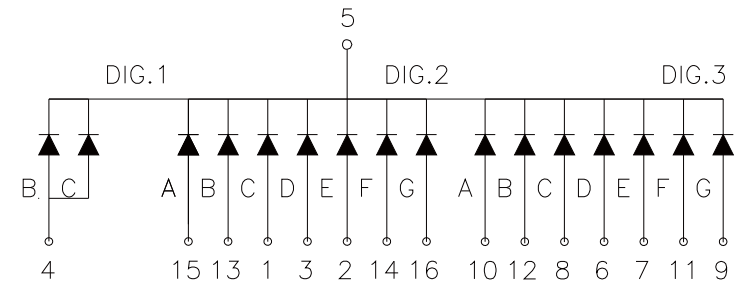 5
DIG.1 DIG.2 DIG.3
B C A B C D E F G A B C D E F G
4 15 13 1 3 2 14 16 10 12 8 6 7 11 9